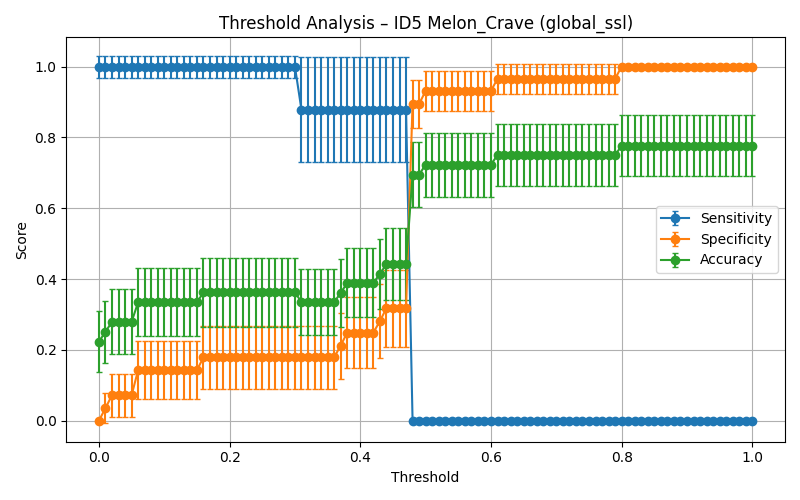 Threshold Analysis – ID5 Melon_Crave (global_ssl)
Score
1.0
0.8
0.6
0.4
0.2
0.0
Sensitivity
Specificity
Accuracy
0.0 0.2 0.4 0.6 0.8 1.0
Threshold